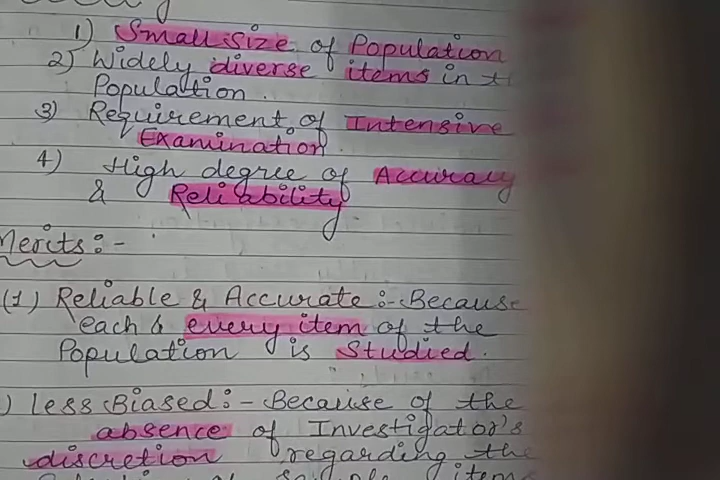 1) Small Size of Population
2) Widely diverse items in
Population.
3) Requirement of Intensive
Examination.
4) High degree of Accuracy
& Reliability.
Merits:-
(1) Reliable & Accurate:- Because
each & every item of the
Population is Studied.
) Less Biased:- Because of the
absence of Investigator's
discretion regarding the
of items